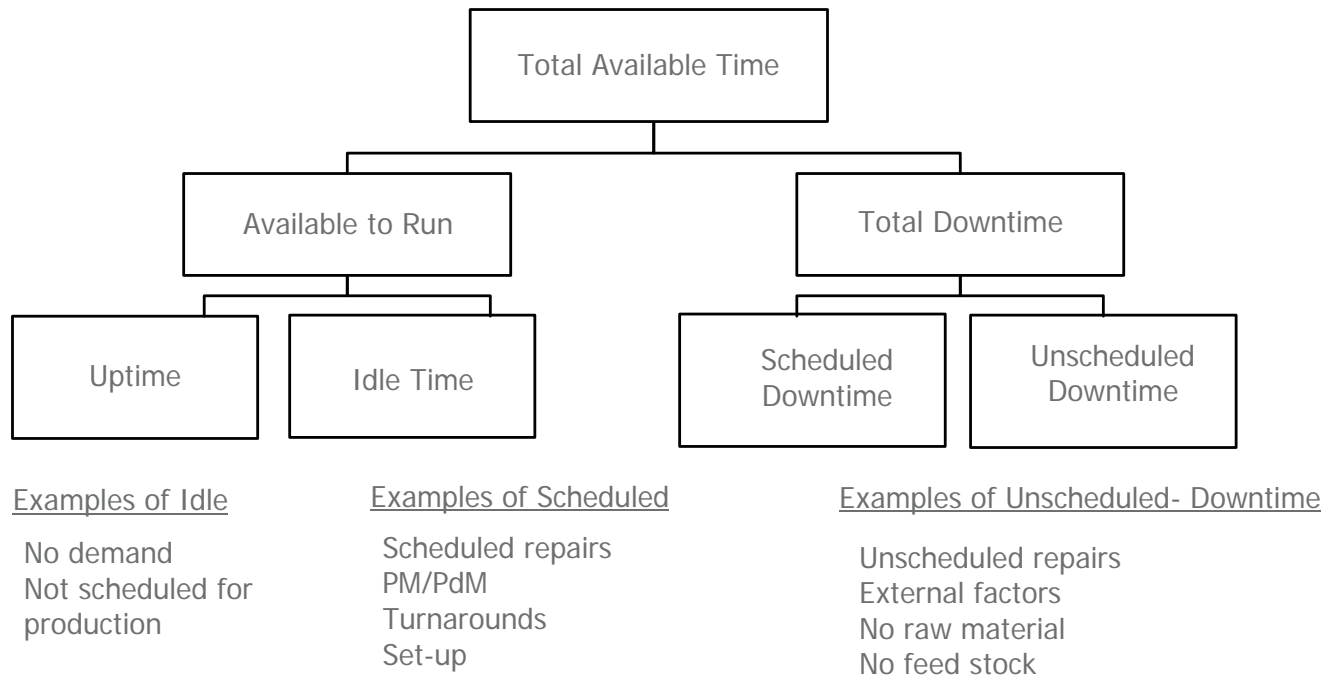 Total Available Time
Available to Run
Total Downtime
Uptime
Idle Time
Scheduled
Downtime
Unscheduled
Downtime
Examples of Idle
No demand
Not scheduled for
production
Examples of Scheduled
Scheduled repairs
PM/PdM
Turnarounds
Set-up
Examples of Unscheduled- Downtime
Unscheduled repairs
External factors
No raw material
No feed stock